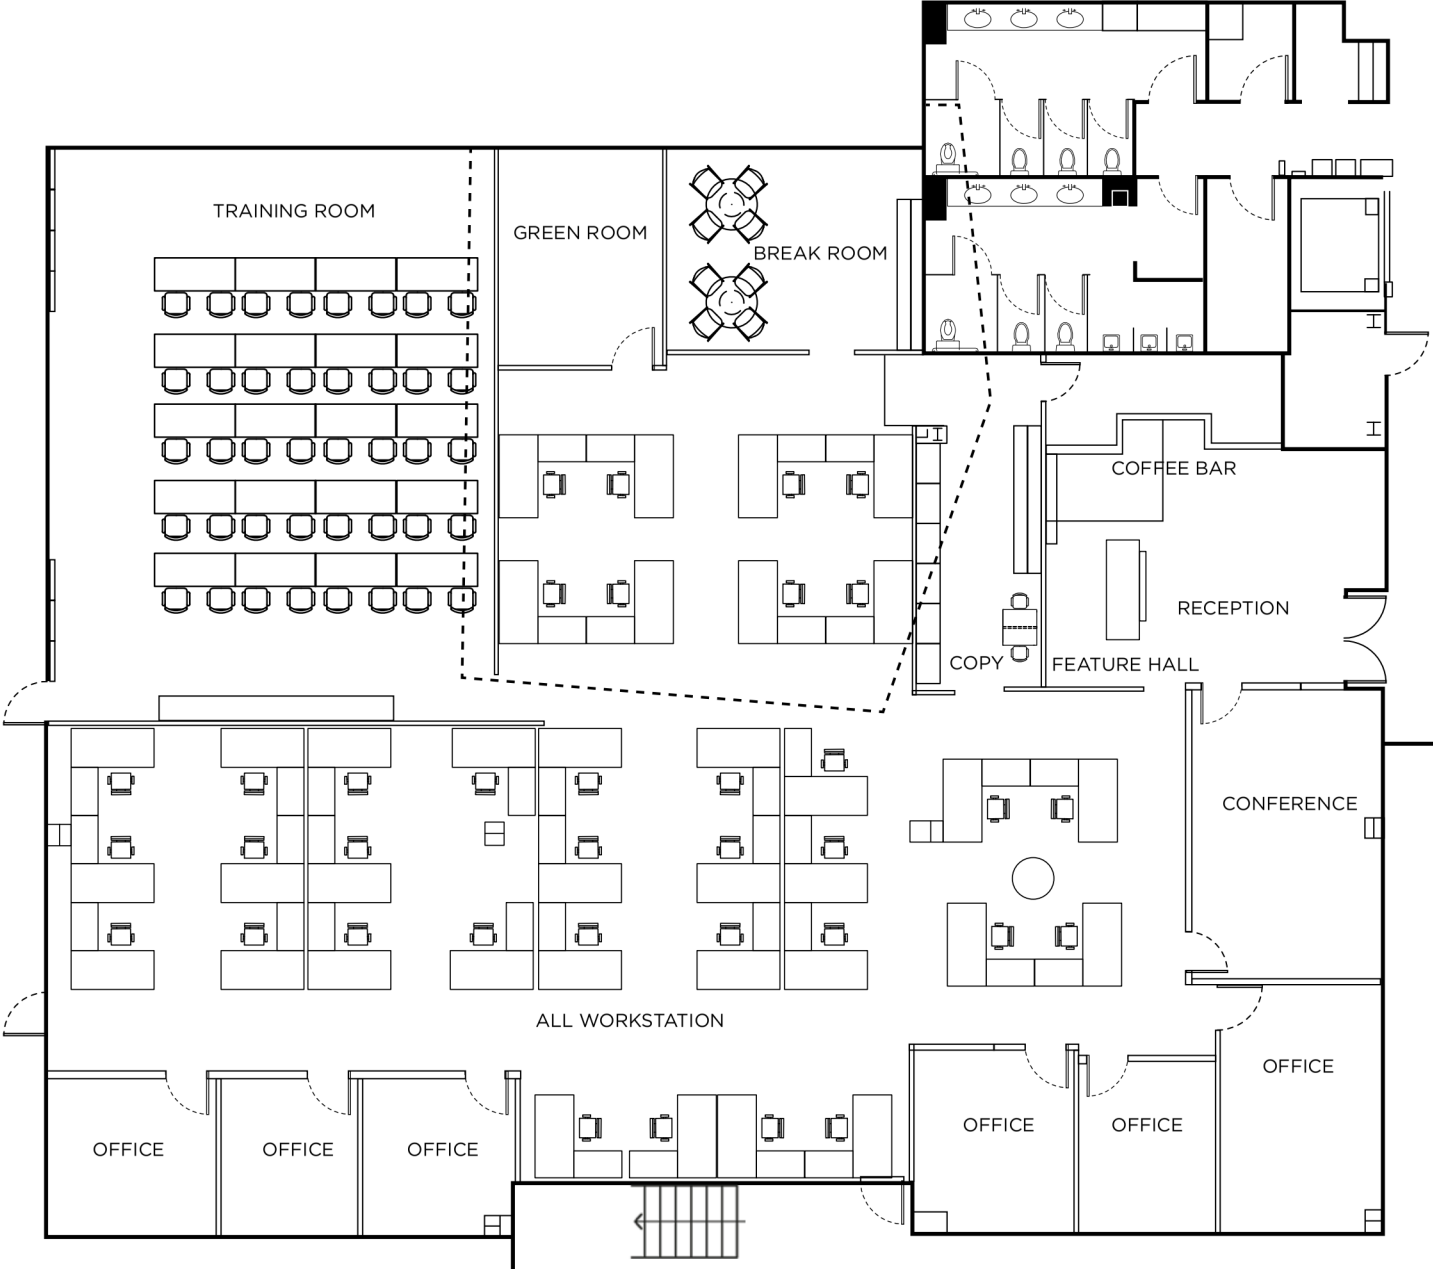 TRAINING ROOM
GREEN ROOM
BREAK ROOM
COFFEE BAR
RECEPTION
COPY
FEATURE HALL
CONFERENCE
ALL WORKSTATION
OFFICE
OFFICE
OFFICE
OFFICE
OFFICE
OFFICE